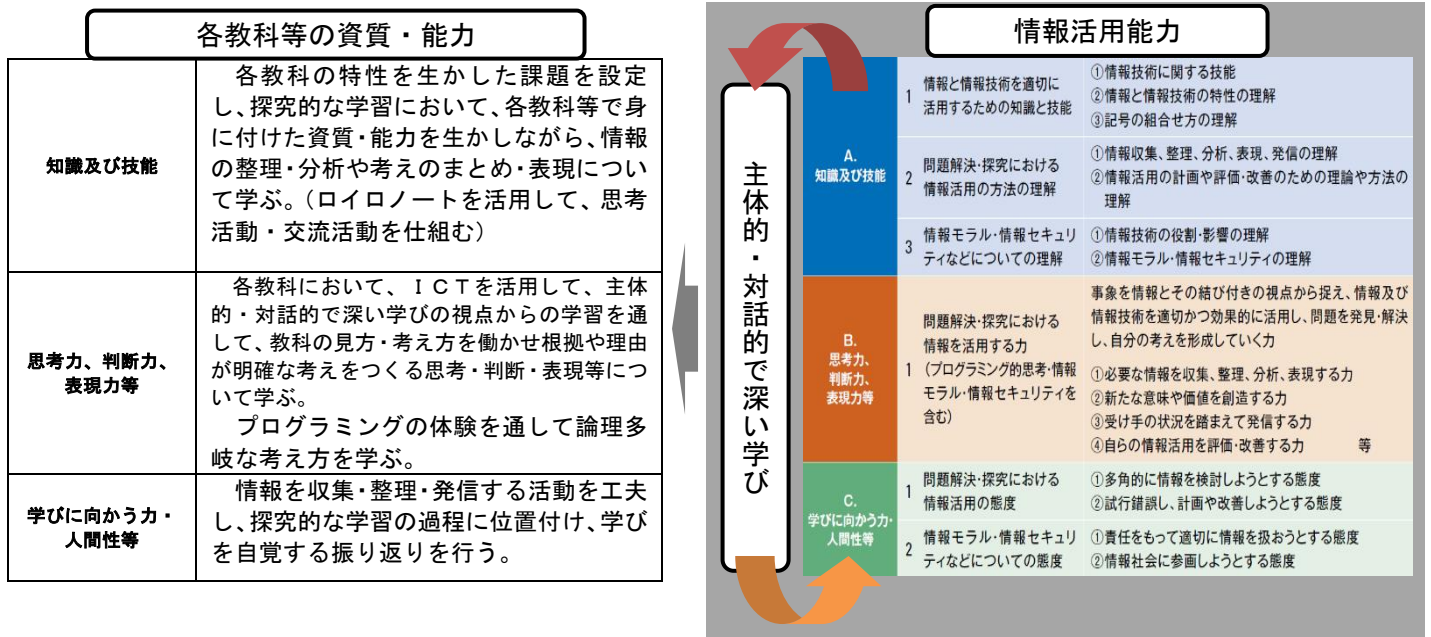 各教科等の資質・能力
知識及び技能
各教科の特性を生かした課題を設定
し、探究的な学習において、各教科等で身
に付けた資質・能力を生かしながら、情報
の整理・分析や考えのまとめ・表現につい
て学ぶ。（ロイロノートを活用して、思考
活動・交流活動を仕組む）
思考力、判断力、
表現力等
各教科において、ＩＣＴを活用して、主体
的・対話的で深い学びの視点からの学習を通
して、教科の見方・考え方を働かせ根拠や理由
が明確な考えをつくる思考・判断・表現等につ
いて学ぶ。
プログラミングの体験を通して論理多
岐な考え方を学ぶ。
学びに向かう力・
人間性等
情報を収集・整理・発信する活動を工夫
し、探究的な学習の過程に位置付け、学び
を自覚する振り返りを行う。
主体的・対話的で深い学び
情報活用能力
A.
知識及び技能
1
情報と情報技術を適切に
活用するための知識と技能
①情報技術に関する技能
②情報と情報技術の特性の理解
③記号の組合せ方の理解
2
問題解決・探究における
情報活用の方法の理解
①情報収集、整理、分析、表現、発信の理解
②情報活用の計画や評価・改善のための理論や方法の
理解
3
情報モラル・情報セキュリ
ティなどについての理解
①情報技術の役割・影響の理解
②情報モラル・情報セキュリティの理解
B.
思考力、
判断力、
表現力等
1
問題解決・探究における
情報を活用する力
（プログラミング的思考・情報
モラル・情報セキュリティを
含む）
事象を情報とその結び付きの視点から捉え、情報及び
情報技術を適切かつ効果的に活用し、問題を発見・解決
し、自分の考えを形成していく力
①必要な情報を収集、整理、分析、表現する力
②新たな意味や価値を創造する力
③受け手の状況を踏まえて発信する力
④自らの情報活用を評価・改善する力 等
C.
学びに向かう力・
人間性等
1
問題解決・探究における
情報活用の態度
①多角的に情報を検討しようとする態度
②試行錯誤し、計画や改善しようとする態度
2
情報モラル・情報セキュリ
ティなどについての態度
①責任をもって適切に情報を扱おうとする態度
②情報社会に参画しようとする態度